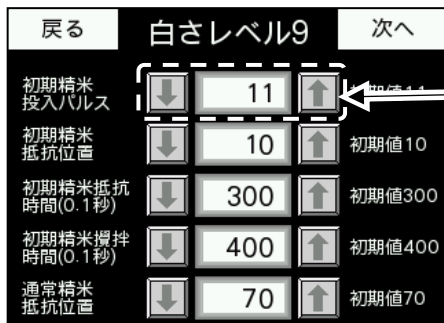 戻る 白さレベル9 次へ
初期精米
投入パルス 11
初期精米
抵抗位置 10 初期値10
初期精米抵抗
時間(0.1秒) 300 初期値300
初期精米攪拌
時間(0.1秒) 400 初期値400
通常精米
抵抗位置 70 初期値70